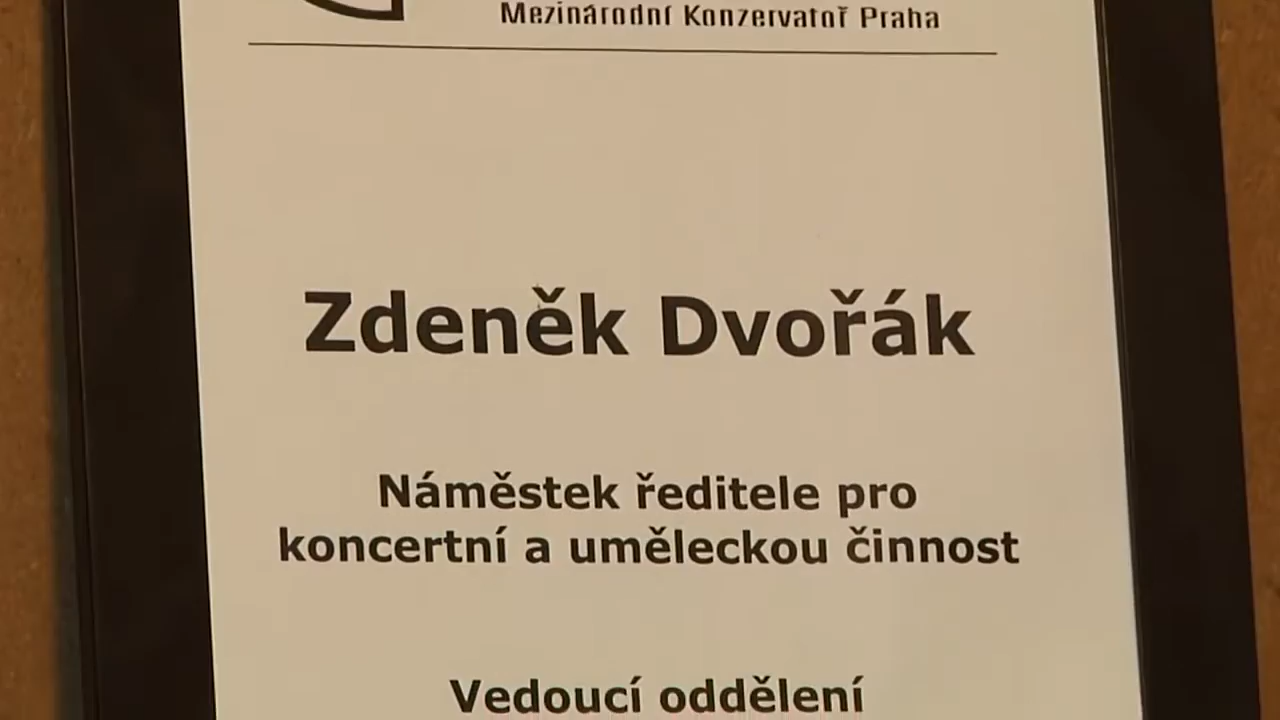 Mezinárodní Konzervatoř Praha
Zdeněk Dvořák
Náměstek ředitele pro
koncertní a uměleckou činnost
Vedoucí oddělení